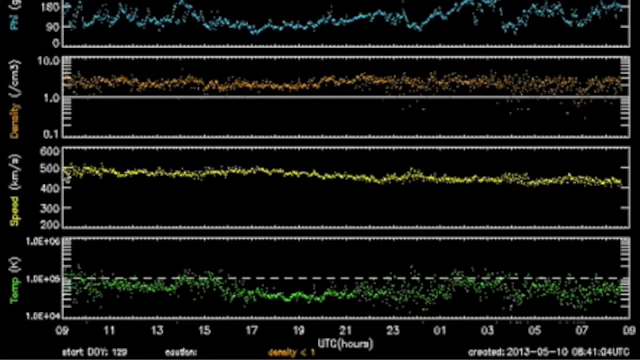 180
Phi (g
90
0
10.0
Density (/cm3)
1.0
0.1
600
500
Speed (km/s)
400
300
200
1.0E+06
Temp (K)
1.0E+05
1.0E+04
09 11 13 15 17 19 21 23 01 03 05 07 09
UTC(hours)
start DOY: 129 caution: density < 1 created: 2013-05-10 08:41:04UTC